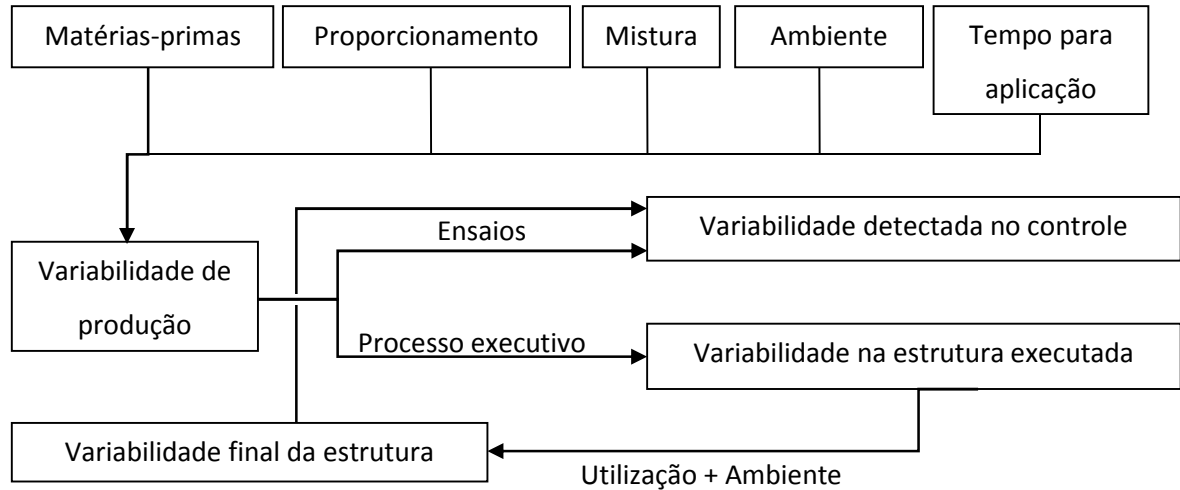 Matérias-primas
Proporcionamento
Mistura
Ambiente
Tempo para
aplicação
Variabilidade de
produção
Ensaios
Variabilidade detectada no controle
Processo executivo
Variabilidade na estrutura executada
Variabilidade final da estrutura
Utilização + Ambiente